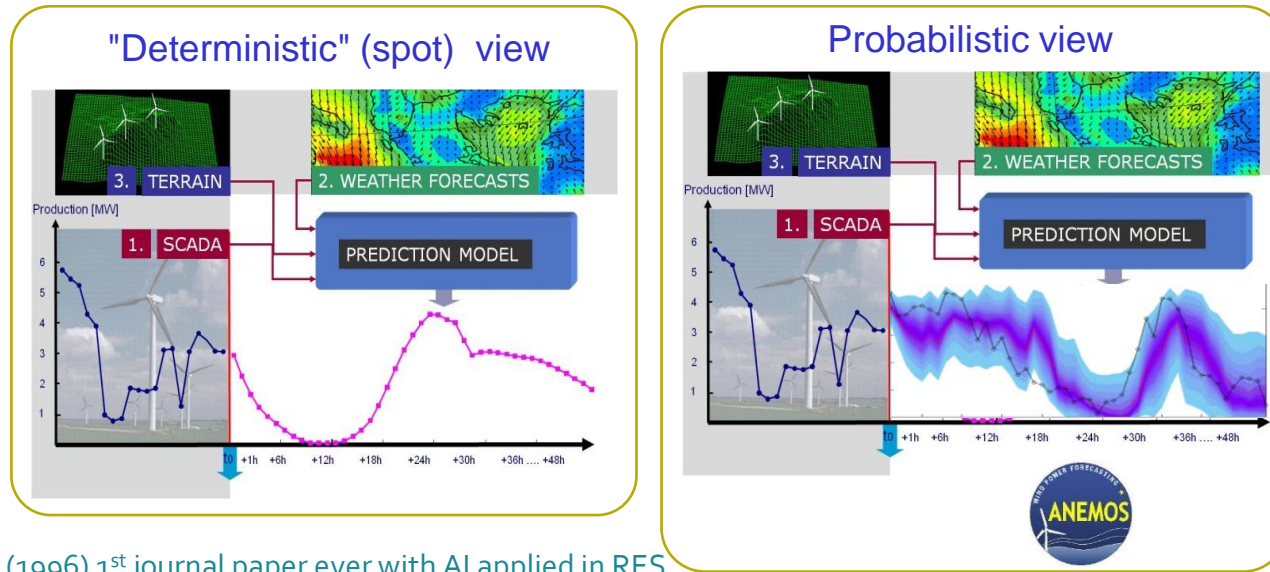 "Deterministic" (spot) view
3. TERRAIN
2. WEATHER FORECASTS
Production [MW]
1. SCADA
PREDICTION MODEL
6
5
4
3
2
1
to +1h +6h +12h +18h +24h +30h +36h .... +48h
Probabilistic view
3. TERRAIN
2. WEATHER FORECASTS
Production [MW]
1. SCADA
PREDICTION MODEL
6
5
4
3
2
1
to +1h +6h +12h +18h +24h +30h +36h .... +48h
WIND POWER FORECASTING
ANEMOS
(1996) 1st journal paper ever with AI applied in RES